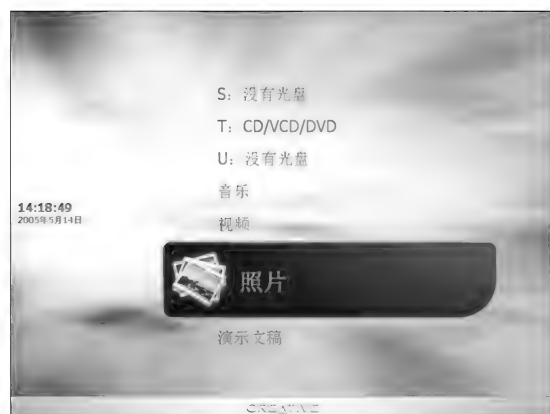 S: 没有光盘
T: CD/VCD/DVD
U: 没有光盘
音乐
视频
14:18:49
2005年5月14日
照片
演示文稿
CREATIVE